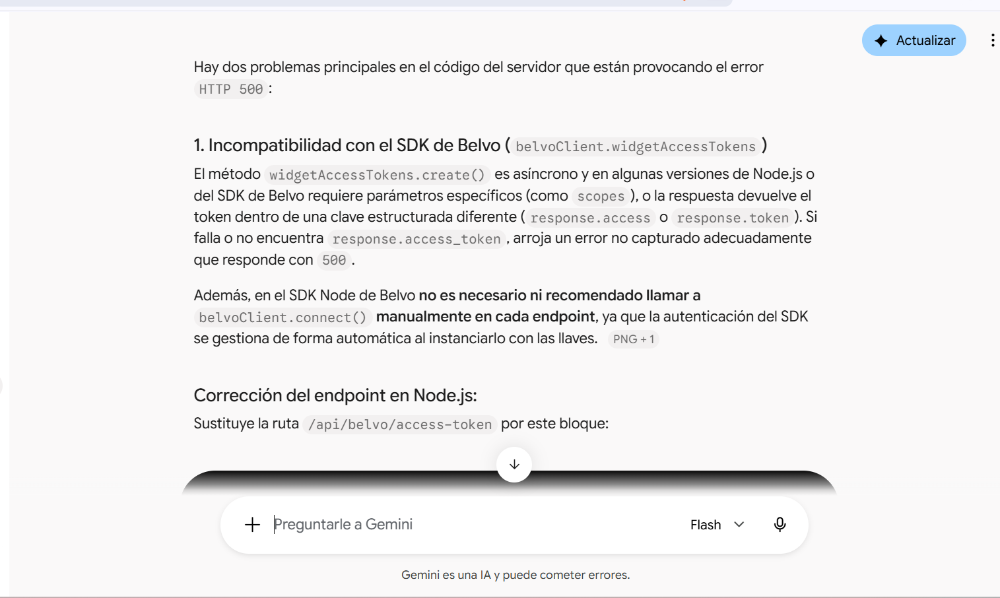 Actualizar
Hay dos problemas principales en el código del servidor que están provocando el error
HTTP 500 :
1. Incompatibilidad con el SDK de Belvo ( belvoClient.widgetAccessTokens )
El método widgetAccessTokens.create() es asíncrono y en algunas versiones de Node.js o
del SDK de Belvo requiere parámetros específicos (como scopes ), o la respuesta devuelve el
token dentro de una clave estructurada diferente ( response.access o response.token ). Si
falla o no encuentra response.access_token , arroja un error no capturado adecuadamente
que responde con 500 .
Además, en el SDK Node de Belvo no es necesario ni recomendado llamar a
belvoClient.connect() manualmente en cada endpoint, ya que la autenticación del SDK
se gestiona de forma automática al instanciarlo con las llaves. PNG + 1
Corrección del endpoint en Node.js:
Sustituye la ruta /api/belvo/access-token por este bloque:
Preguntarle a Gemini
Flash
Gemini es una IA y puede cometer errores.